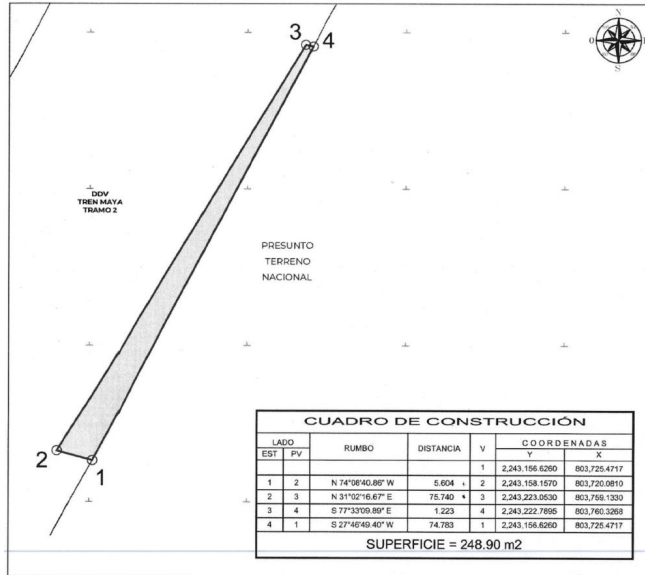 3
4
N
O
S
DDV
TREN MAYA
TRAMO 2
PRESUNTO
TERRENO
NACIONAL
2
1
CUADRO DE CONSTRUCCIÓN
LADO RUMBO DISTANCIA V COORDENADAS
EST PV Y X
1 2,243,156.6260 803,725.4717
1 2 N 74°08'40.86" W 5.604 2 2,243,158.1570 803,720.0810
2 3 N 31°02'16.67" E 75.740 3 2,243,223.0530 803,759.1330
3 4 S 77°33'09.89" E 1.223 4 2,243,222.7895 803,760.3268
4 1 S 27°46'49.40" W 74.783 1 2,243,156.6260 803,725.4717
SUPERFICIE = 248.90 m2